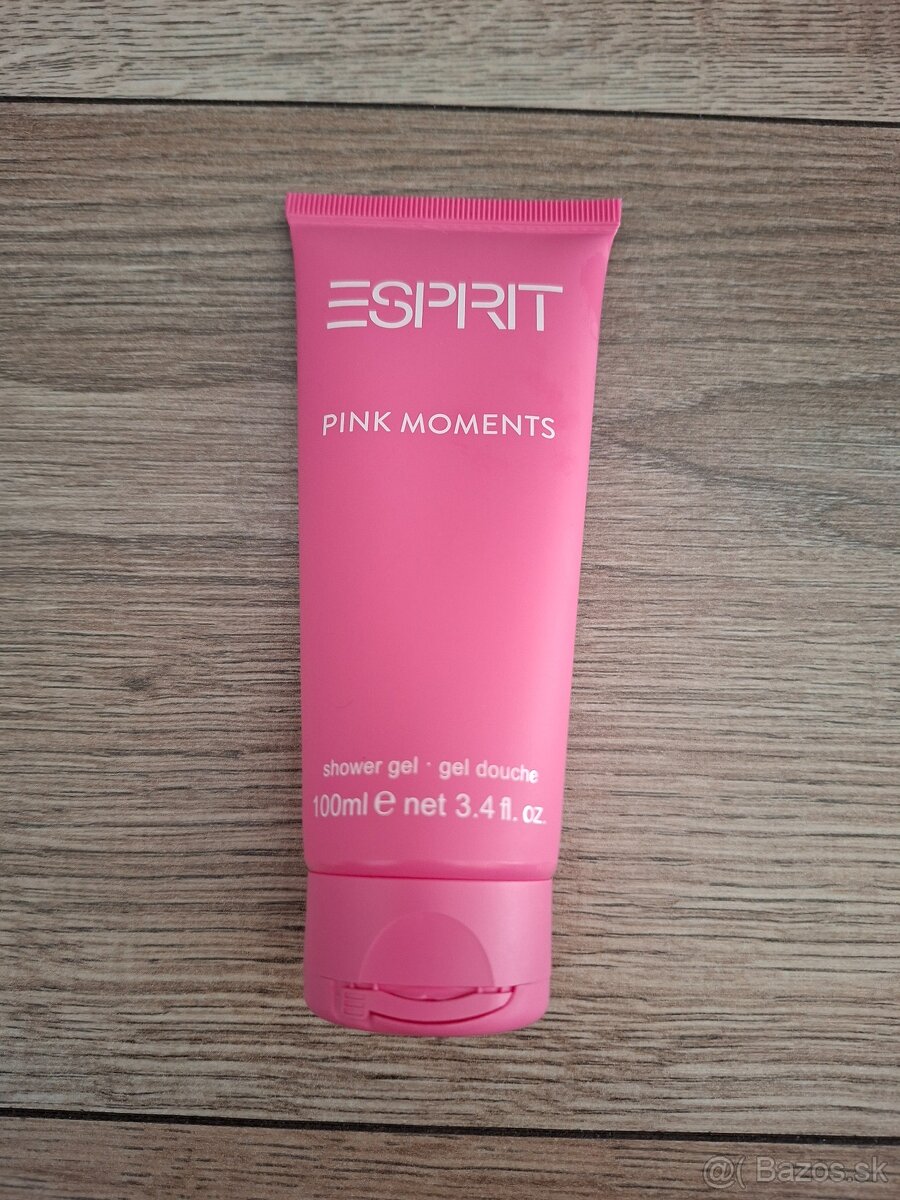 ESPRIT
PINK MOMENTS
shower gel · gel douche
100ml e net 3.4 fl. oz.
@( Bazos.sk